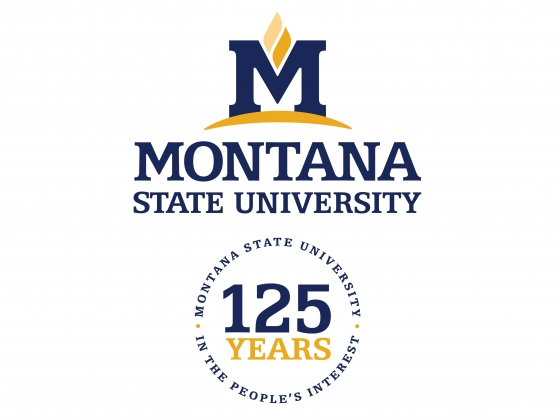 M
MONTANA
STATE UNIVERSITY
MONTANA STATE UNIVERSITY
125
YEARS
IN THE PEOPLE'S INTEREST